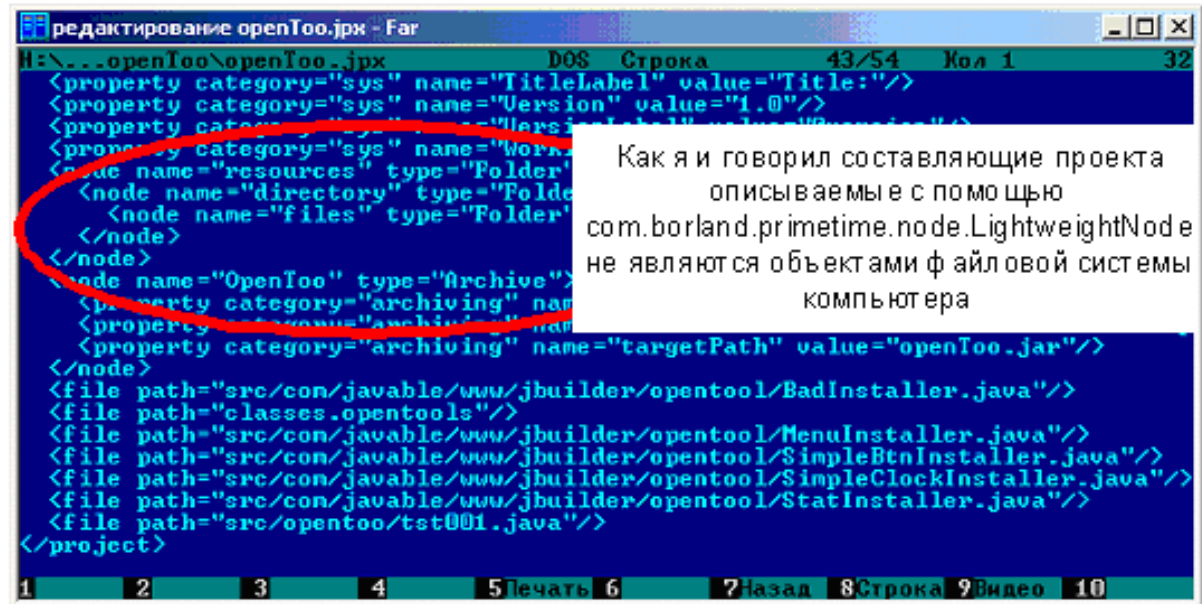 редактирование openToo.jpx - Far
H:\...openToo\openToo.jpx DOS Строка 43/54 Кол 1 32
<property category="sys" name="TitleLabel" value="Title:"/>
<property category="sys" name="Version" value="1.0"/>
<property category="sys" name="VersionLabel"
<property category="sys"
<node name="resources" type="Folder"
<node name="directory" type="Folde
<node name="files" type="Folder"
</node>
</node>
<node name="OpenToo" type="Archive">
<property category="archiving" nam
<property category="archiving"
<property category="archiving" name="targetPath" value="openToo.jar"/>
</node>
<file path="src/com/javable/www/jbuilder/opentool/BadInstaller.java"/>
<file path="classes.opentools"/>
<file path="src/com/javable/www/jbuilder/opentool/MenuInstaller.java"/>
<file path="src/com/javable/www/jbuilder/opentool/SimpleBtnInstaller.java"/>
<file path="src/com/javable/www/jbuilder/opentool/SimpleClockInstaller.java"/>
<file path="src/com/javable/www/jbuilder/opentool/StatInstaller.java"/>
<file path="src/opentoo/tst001.java"/>
</project>
Как я и говорил составляющие проекта
описываемые с помощью
com.borland.primetime.node.LightweightNode
не являются объектами файловой системы
компьютера
1 2 3 4 5Печать 6 7Назад 8Строка 9Видео 10